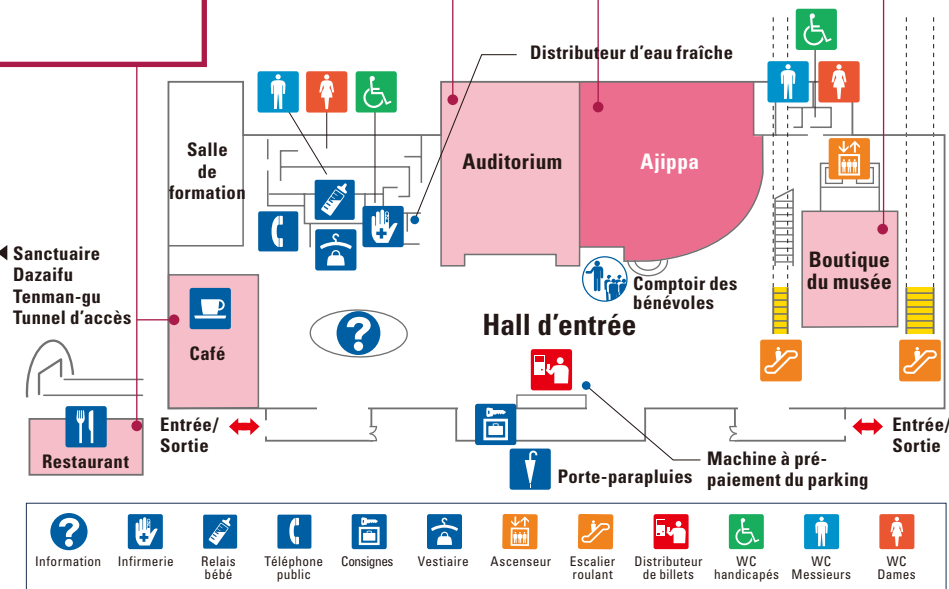 Distributeur d'eau fraîche
Salle
de
formation
Auditorium
Ajippa
Sanctuaire
Dazaifu
Tenman-gu
Tunnel d'accès
Boutique
du musée
Comptoir des
bénévoles
Hall d'entrée
Café
Entrée/
Sortie
Entrée/
Sortie
Restaurant
Porte-parapluies
Machine à pré-
paiement du parking
?
?
Information
Infirmerie
Relais
bébé
Téléphone
public
Consignes
Vestiaire
Ascenseur
Escalier
roulant
Distributeur
de billets
WC
handicapés
WC
Messieurs
WC
Dames